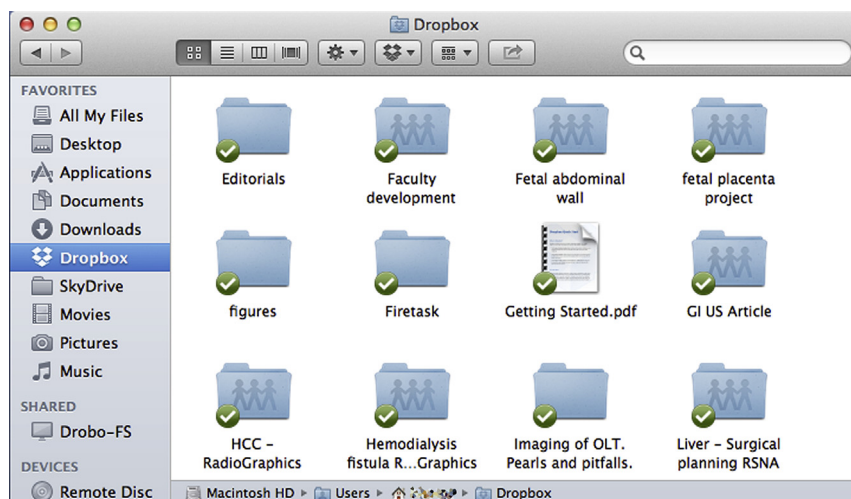 Dropbox
FAVORITES
All My Files
Desktop
Applications
Documents
Downloads
Dropbox
SkyDrive
Movies
Pictures
Music
SHARED
Drobo-FS
DEVICES
Remote Disc
Editorials
Faculty
development
Fetal abdominal
wall
fetal placenta
project
figures
Firetask
Getting Started.pdf
GI US Article
HCC -
RadioGraphics
Hemodialysis
fistula R...Graphics
Imaging of OLT.
Pearls and pitfalls.
Liver - Surgical
planning RSNA
Macintosh HD ▸ Users ▸ ▸ Dropbox